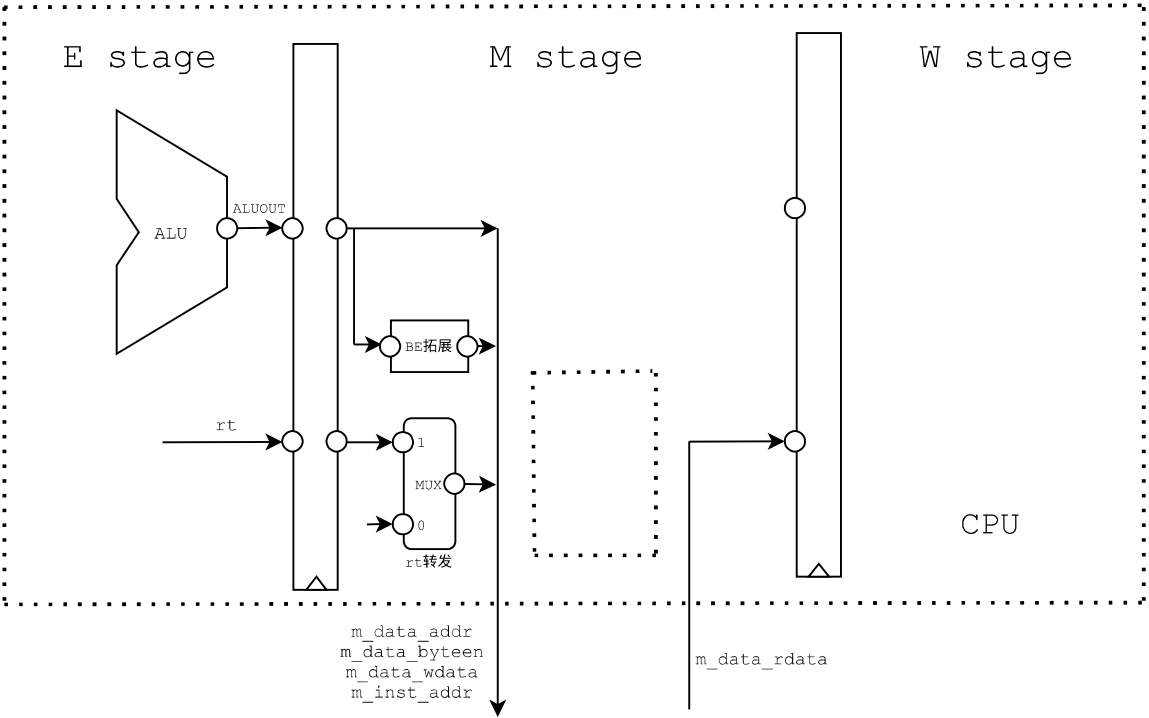 E stage
M stage
W stage
ALUOUT
ALU
BE拓展
rt
1
MUX
0
rt转发
CPU
m_data_addr
m_data_byteen
m_data_wdata
m_inst_addr
m_data_rdata